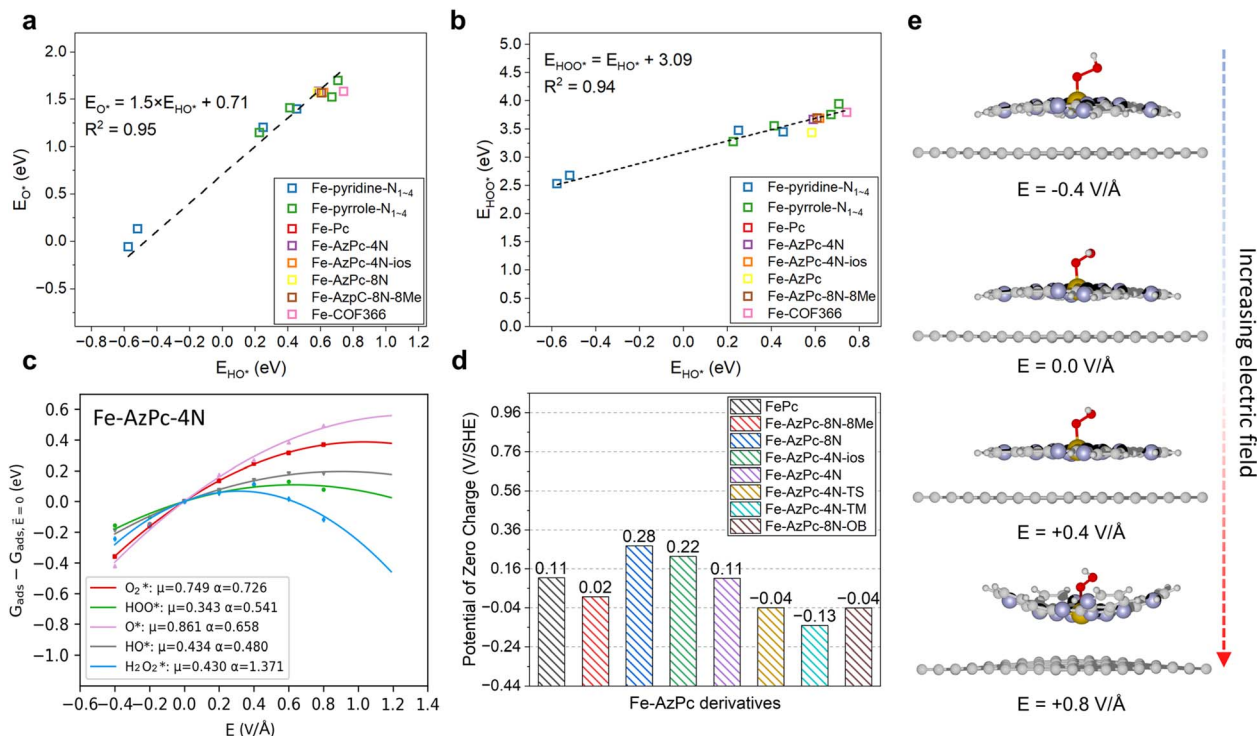 a
E_O* = 1.5×E_HO* + 0.71
R² = 0.95
E_O* (eV)
2.0
1.5
1.0
0.5
0.0
−0.5
Fe-pyridine-N₁~₄
Fe-pyrrole-N₁~₄
Fe-Pc
Fe-AzPc-4N
Fe-AzPc-4N-ios
Fe-AzPc-8N
Fe-AzpC-8N-8Me
Fe-COF366
−0.8 −0.6 −0.4 −0.2 0.0 0.2 0.4 0.6 0.8 1.0 1.2
E_HO* (eV)
b
E_HOO* = E_HO* + 3.09
R² = 0.94
E_HOO* (eV)
5.0
4.5
4.0
3.5
3.0
2.5
2.0
1.5
1.0
0.5
0.0
Fe-pyridine-N₁~₄
Fe-pyrrole-N₁~₄
Fe-Pc
Fe-AzPc-4N
Fe-AzPc-4N-ios
Fe-AzPc
Fe-AzPc-8N-8Me
Fe-COF366
−0.8 −0.6 −0.4 −0.2 0.0 0.2 0.4 0.6 0.8 1.0 1.2
E_HO* (eV)
c
Fe-AzPc-4N
G_ads − G_ads, E⃗ = 0 (eV)
0.6
0.4
0.2
0.0
−0.2
−0.4
−0.6
−0.8
−1.0
O₂*: μ=0.749 α=0.726
HOO*: μ=0.343 α=0.541
O*: μ=0.861 α=0.658
HO*: μ=0.434 α=0.480
H₂O₂*: μ=0.430 α=1.371
−0.6 −0.4 −0.2 0.0 0.2 0.4 0.6 0.8 1.0 1.2 1.4
E (V/Å)
d
Potential of Zero Charge (V/SHE)
0.96
0.76
0.56
0.36
0.16
−0.04
−0.24
−0.44
FePc
Fe-AzPc-8N-8Me
Fe-AzPc-8N
Fe-AzPc-4N-ios
Fe-AzPc-4N
Fe-AzPc-4N-TS
Fe-AzPc-4N-TM
Fe-AzPc-8N-OB
0.11 0.02 0.28 0.22 0.11 −0.04 −0.13 −0.04
Fe-AzPc derivatives
e
E = -0.4 V/Å
E = 0.0 V/Å
E = +0.4 V/Å
E = +0.8 V/Å
Increasing electric field